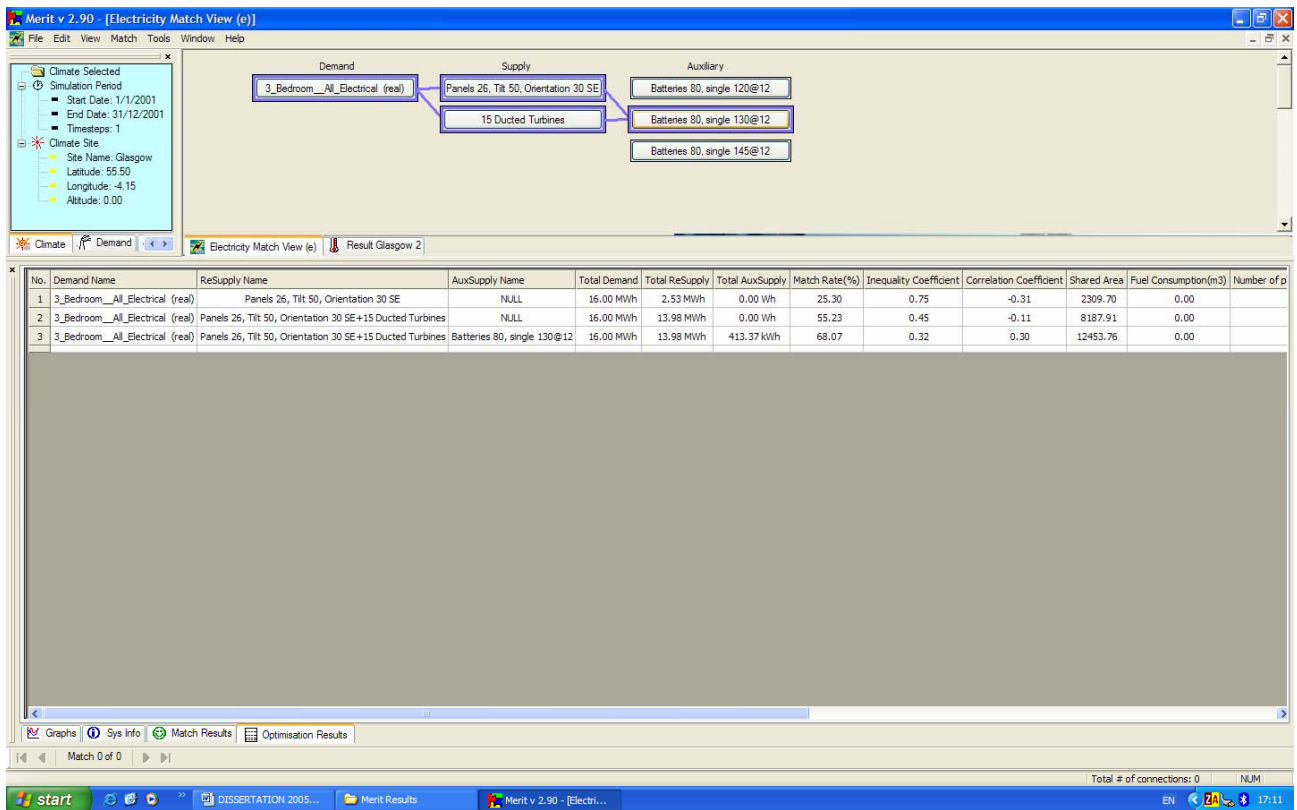 Merit v 2.90 - [Electricity Match View (e)]
File Edit View Match Tools Window Help
Climate Selected
Simulation Period
Start Date: 1/1/2001
End Date: 31/12/2001
Timesteps: 1
Climate Site
Site Name: Glasgow
Latitude: 55.50
Longitude: -4.15
Altitude: 0.00
Climate Demand
Demand Supply Auxiliary
3_Bedroom__All_Electrical (real) Panels 26, Tilt 50, Orientation 30 SE Batteries 80, single 120@12
15 Ducted Turbines Batteries 80, single 130@12
Batteries 80, single 145@12
Electricity Match View (e) Result Glasgow 2
No. Demand Name ReSupply Name AuxSupply Name Total Demand Total ReSupply Total AuxSupply Match Rate(%) Inequality Coefficient Correlation Coefficient Shared Area Fuel Consumption(m3) Number of p
1 3_Bedroom__All_Electrical (real) Panels 26, Tilt 50, Orientation 30 SE NULL 16.00 MWh 2.53 MWh 0.00 Wh 25.30 0.75 -0.31 2309.70 0.00
2 3_Bedroom__All_Electrical (real) Panels 26, Tilt 50, Orientation 30 SE+15 Ducted Turbines NULL 16.00 MWh 13.98 MWh 0.00 Wh 55.23 0.45 -0.11 8187.91 0.00
3 3_Bedroom__All_Electrical (real) Panels 26, Tilt 50, Orientation 30 SE+15 Ducted Turbines Batteries 80, single 130@12 16.00 MWh 13.98 MWh 413.37 kWh 68.07 0.32 0.30 12453.76 0.00
Graphs Sys Info Match Results Optimisation Results
Match 0 of 0
Total # of connections: 0 NUM
start DISSERTATION 2005... Merit Results Merit v 2.90 - [Electri... EN ZA 17:11